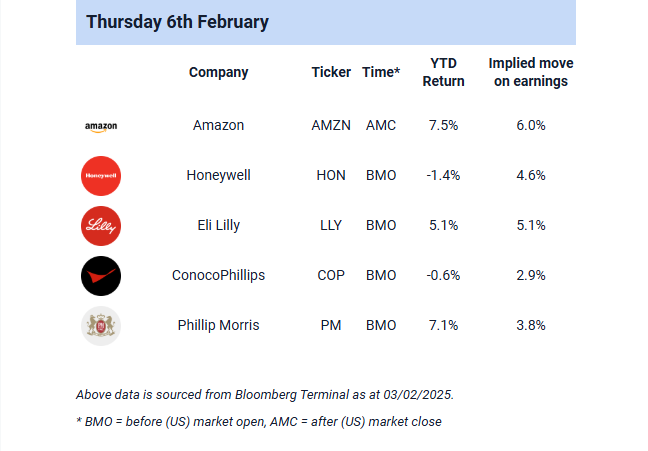 Thursday 6th February
Company Ticker Time* YTD Return Implied move on earnings
amazon Amazon AMZN AMC 7.5% 6.0%
Honeywell Honeywell HON BMO -1.4% 4.6%
Lilly Eli Lilly LLY BMO 5.1% 5.1%
ConocoPhillips COP BMO -0.6% 2.9%
Phillip Morris PM BMO 7.1% 3.8%
Above data is sourced from Bloomberg Terminal as at 03/02/2025.
* BMO = before (US) market open, AMC = after (US) market close